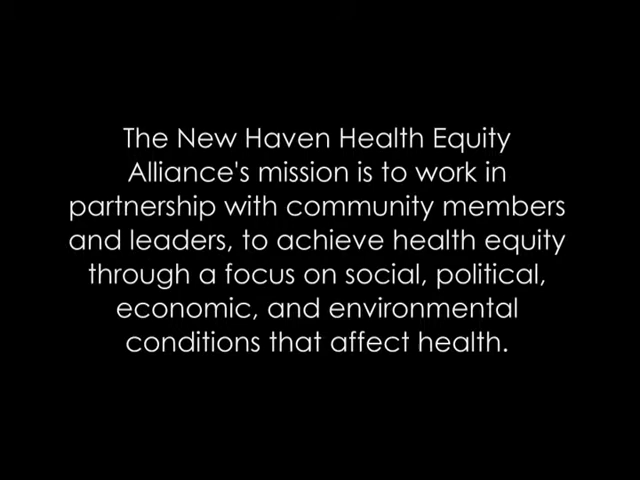 The New Haven Health Equity
Alliance's mission is to work in
partnership with community members
and leaders, to achieve health equity
through a focus on social, political,
economic, and environmental
conditions that affect health.